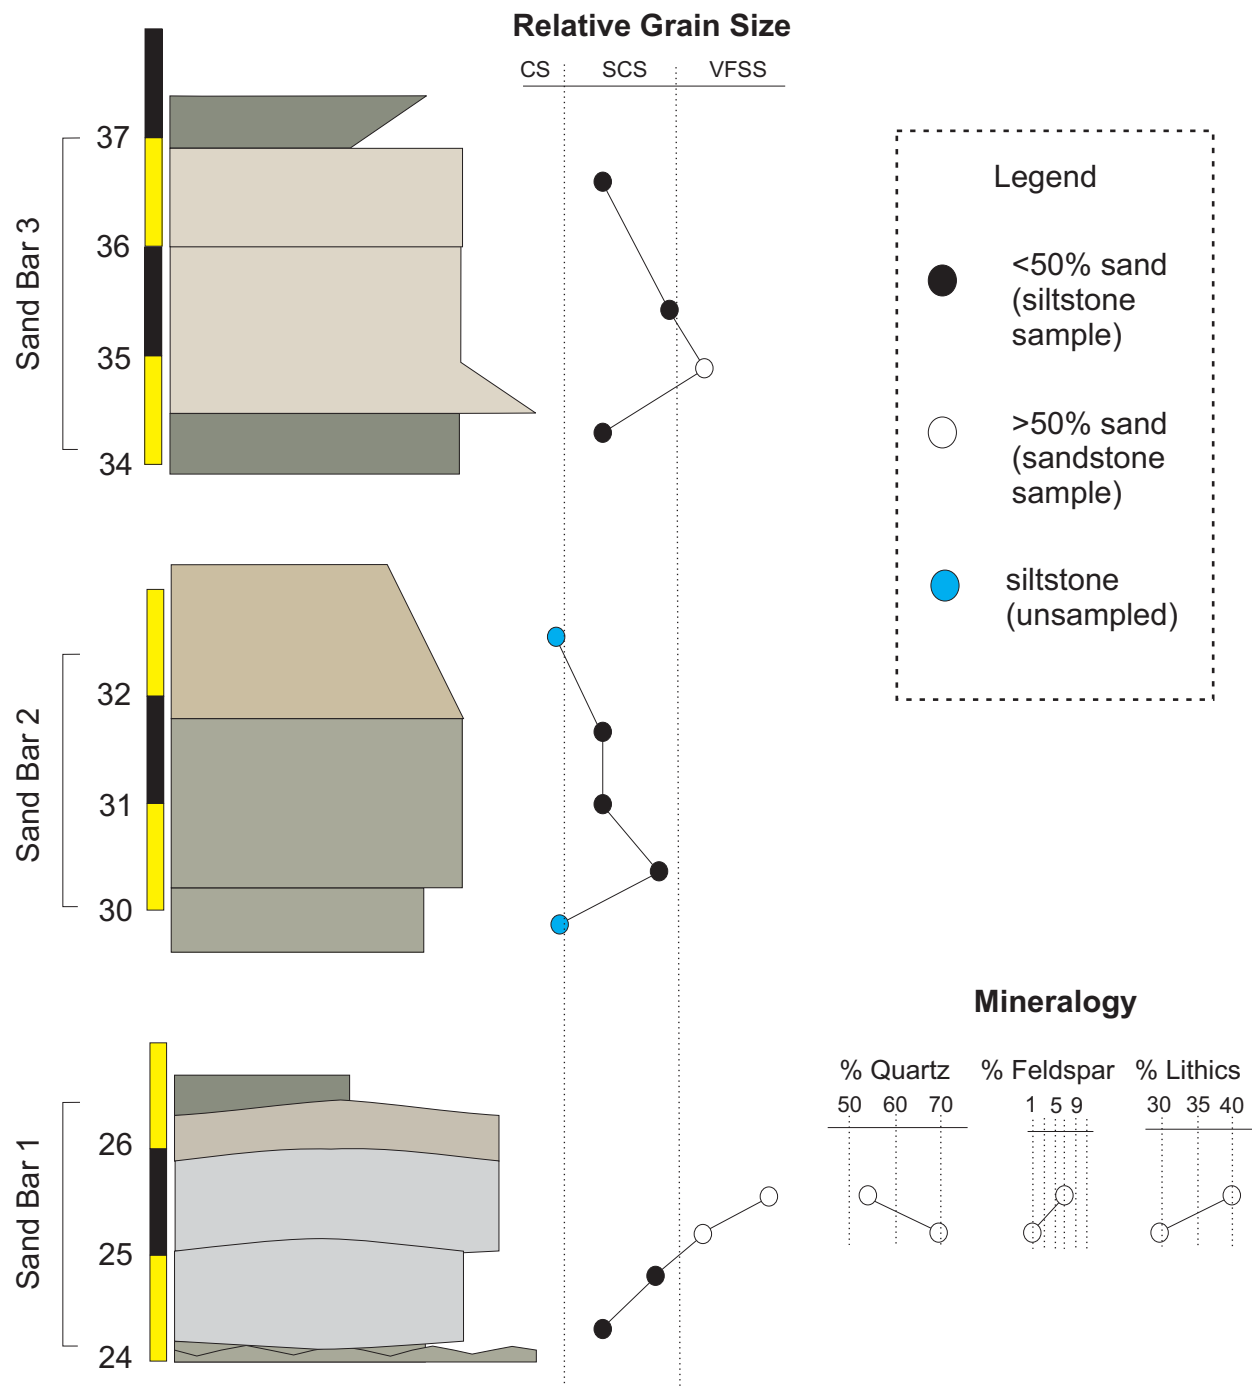 Relative Grain Size
CS SCS VFSS
37
36
35
34
Sand Bar 3
Legend
<50% sand
(siltstone
sample)
>50% sand
(sandstone
sample)
siltstone
(unsampled)
32
31
30
Sand Bar 2
Mineralogy
% Quartz % Feldspar % Lithics
50 60 70 1 5 9 30 35 40
26
25
24
Sand Bar 1